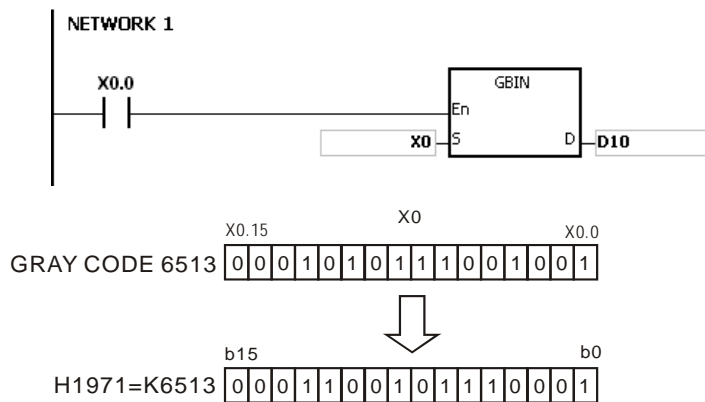 NETWORK 1
X0.0
GBIN
En
X0 S D D10
X0
X0.15 X0.0
GRAY CODE 6513 0 0 0 1 0 1 0 1 1 1 0 0 1 0 0 1
b15 b0
H1971=K6513 0 0 0 1 1 0 0 1 0 1 1 1 0 0 0 1